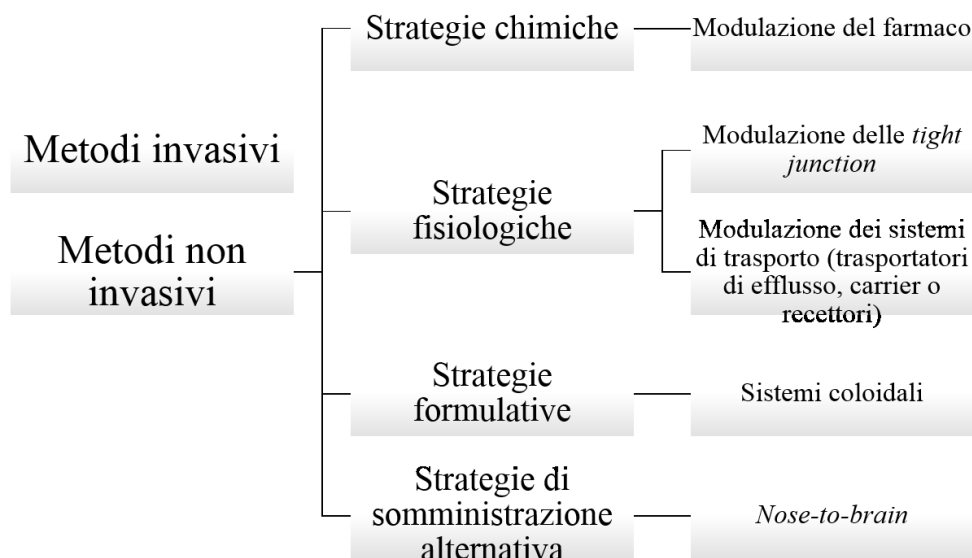 Metodi invasivi
Metodi non
invasivi
Strategie chimiche
Modulazione del farmaco
Strategie
fisiologiche
Modulazione delle tight
junction
Modulazione dei sistemi
di trasporto (trasportatori
di efflusso, carrier o
recettori)
Strategie
formulative
Sistemi coloidali
Strategie di
somministrazione
alternativa
Nose-to-brain